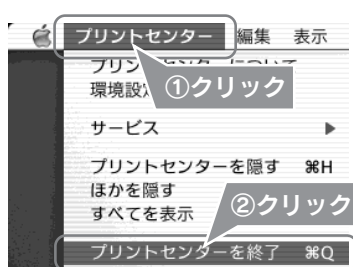 プリントセンター 編集 表示
プリン
環境設
①クリック
サービス
プリントセンターを隠す ⌘H
ほかを隠す
すべてを表示
②クリック
プリントセンターを終了 ⌘Q